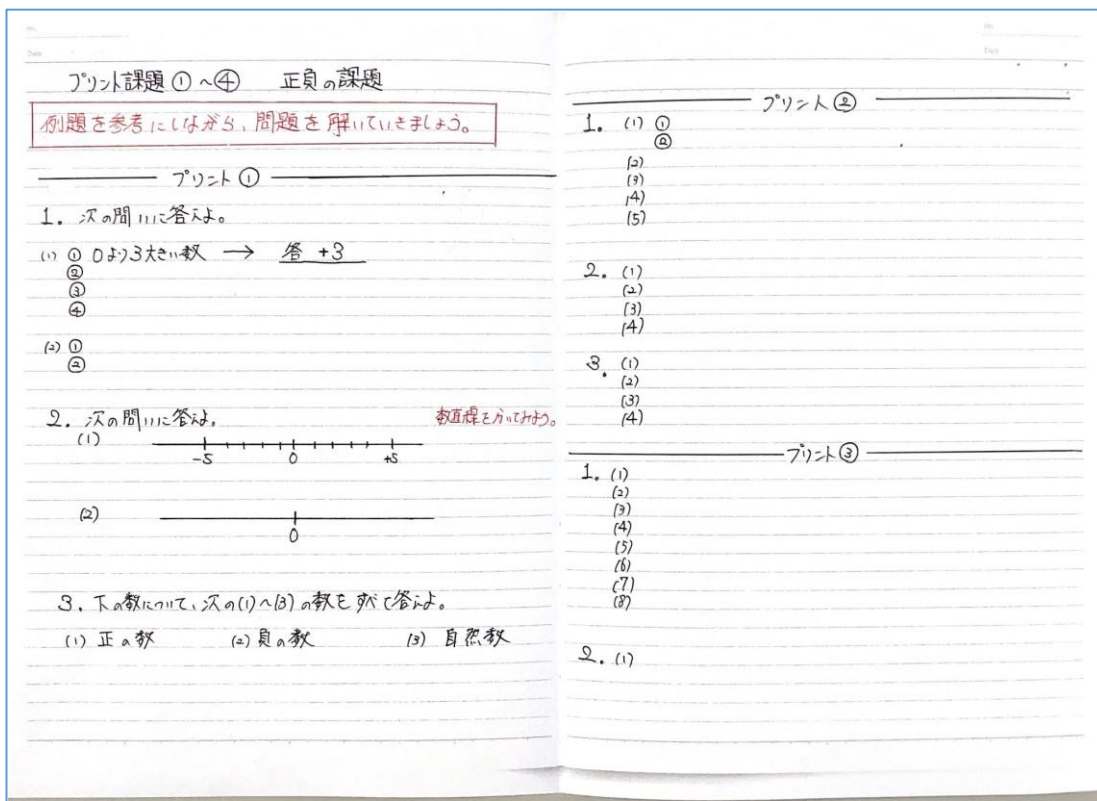 No.
Date
プリント課題①～④ 正負の課題
例題を参考にしながら、問題を解いていきましょう。
プリント①
1. 次の問いに答えよ。
(1) ① 0より3大きい数 → 答 +3
②
③
④
(2) ①
②
2. 次の問いに答えよ。 数直線をかいてみよう。
(1)
-5 0 +5
(2)
0
3. 下の数について、次の(1)～(3)の数をすべて答えよ。
(1) 正の数 (2) 負の数 (3) 自然数
No.
Date
プリント②
1. (1) ①
②
(2)
(3)
(4)
(5)
2. (1)
(2)
(3)
(4)
3. (1)
(2)
(3)
(4)
プリント③
1. (1)
(2)
(3)
(4)
(5)
(6)
(7)
(8)
2. (1)